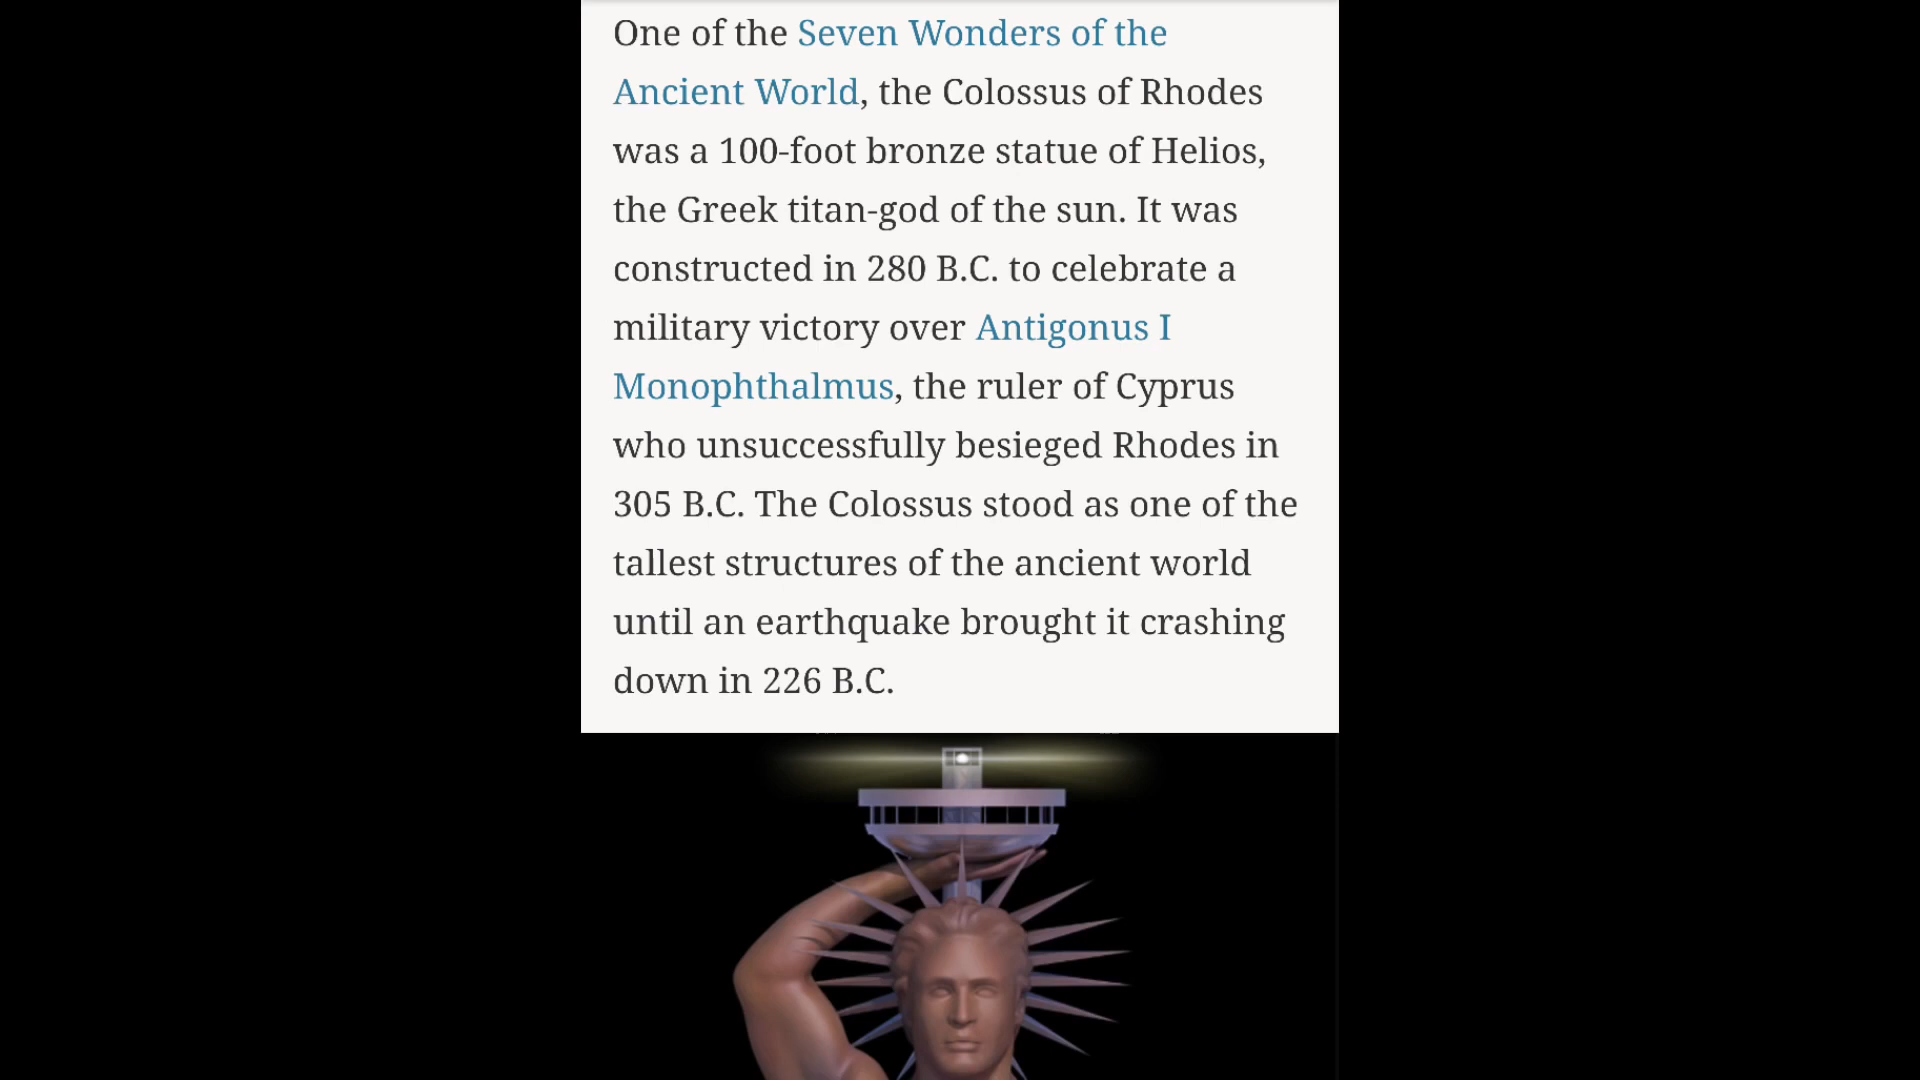 One of the Seven Wonders of the
Ancient World, the Colossus of Rhodes
was a 100-foot bronze statue of Helios,
the Greek titan-god of the sun. It was
constructed in 280 B.C. to celebrate a
military victory over Antigonus I
Monophthalmus, the ruler of Cyprus
who unsuccessfully besieged Rhodes in
305 B.C. The Colossus stood as one of the
tallest structures of the ancient world
until an earthquake brought it crashing
down in 226 B.C.